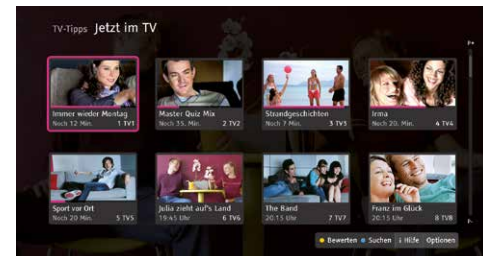 TV-Tipps Jetzt im TV
P+
Immer wieder Montag
Noch 12 Min. 1 TV1
Master Quiz Mix
Noch 35. Min. 2 TV2
Strandgeschichten
Noch 7 Min. 3 TV3
Irma
Noch 20. Min. 4 TV4
Sport vor Ort
Noch 20 Min. 5 TV5
Julia zieht auf's Land
19:45 Uhr 6 TV6
The Band
20:15 Uhr 7 TV7
Franz im Glück
20:15 Uhr 8 TV8
P-
Bewerten Suchen i Hilfe Optionen